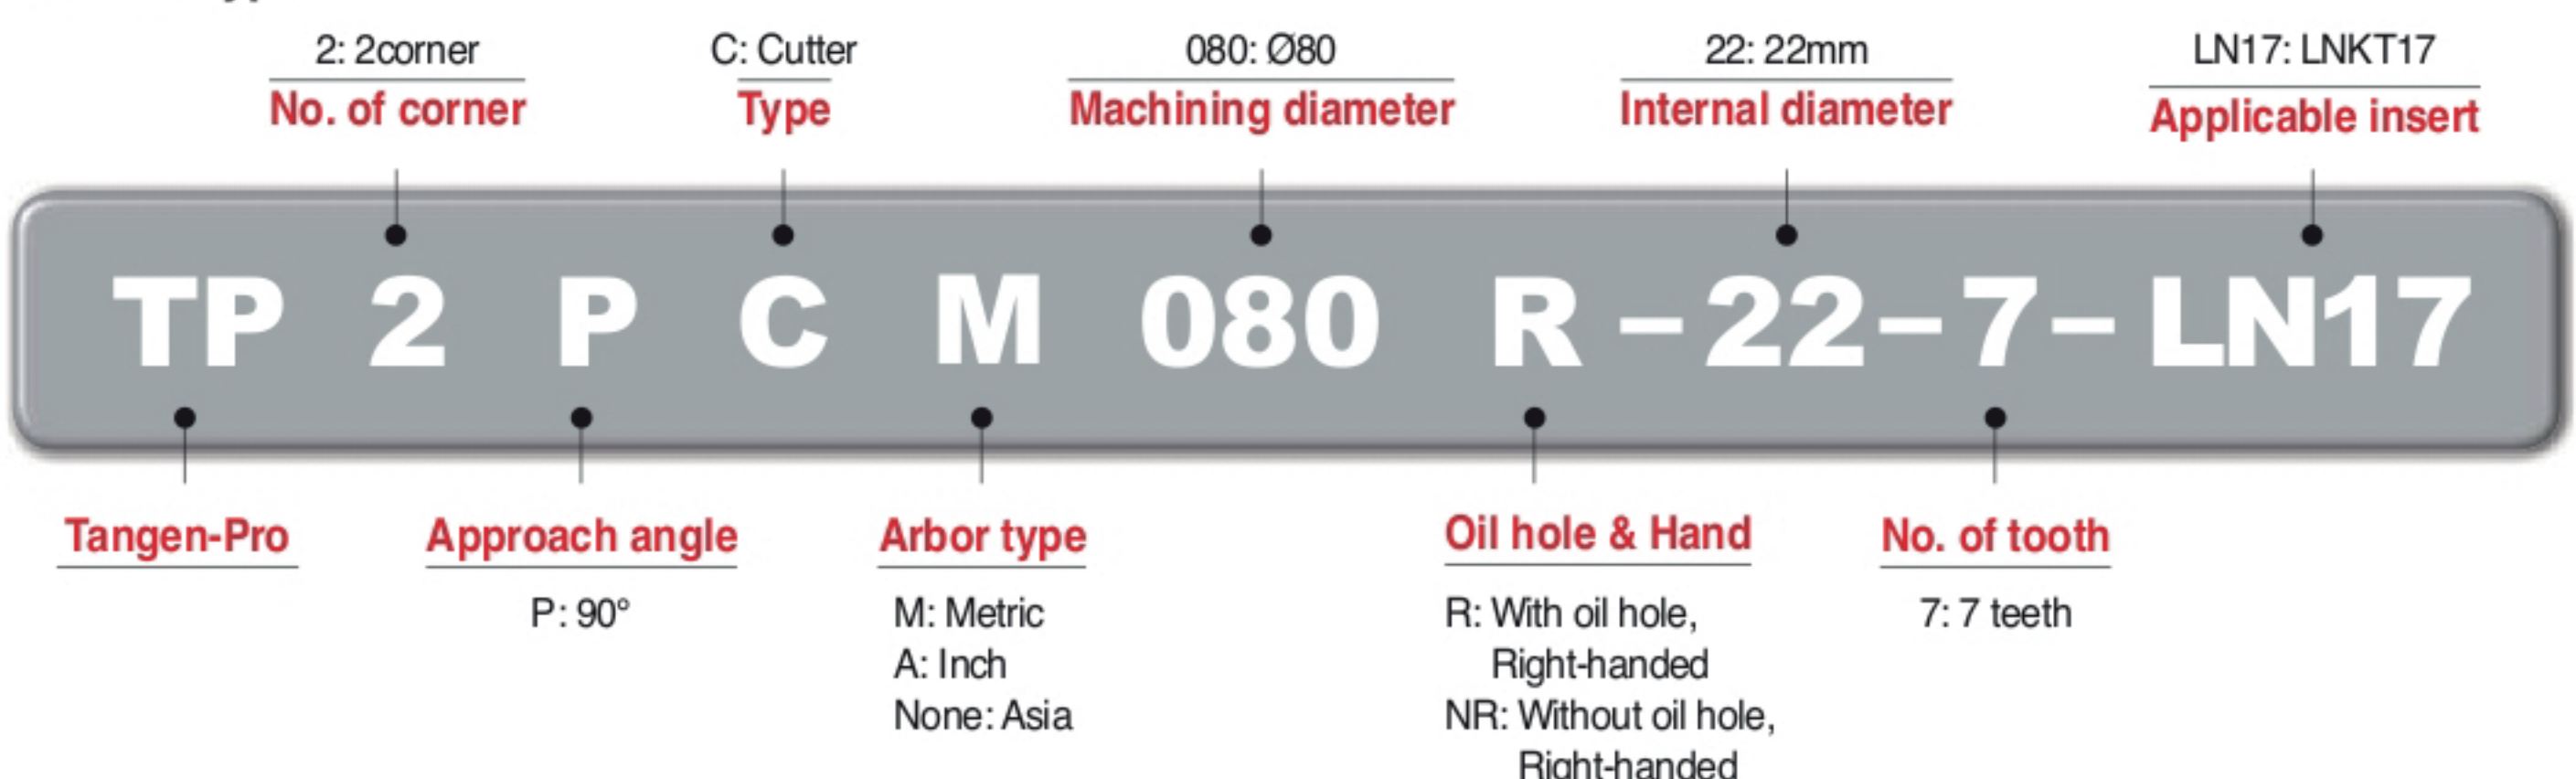 2: 2corner
No. of corner
C: Cutter
Type
080: Ø80
Machining diameter
22: 22mm
Internal diameter
LN17: LNKT17
Applicable insert
TP 2 P C M 080 R - 22 - 7 - LN17
Tangen-Pro
Approach angle
P: 90°
Arbor type
M: Metric
A: Inch
None: Asia
Oil hole & Hand
R: With oil hole,
Right-handed
NR: Without oil hole,
Right-handed
No. of tooth
7: 7 teeth